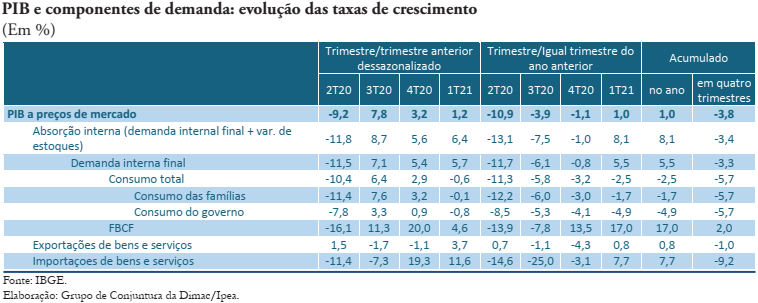 PIB e componentes de demanda: evolução das taxas de crescimento
(Em %)
Trimestre/trimestre anterior dessazonalizado Trimestre/Igual trimestre do ano anterior Acumulado
2T20 3T20 4T20 1T21 2T20 3T20 4T20 1T21 no ano em quatro trimestres
PIB a preços de mercado -9,2 7,8 3,2 1,2 -10,9 -3,9 -1,1 1,0 1,0 -3,8
Absorção interna (demanda internal final + var. de estoques) -11,8 8,7 5,6 6,4 -13,1 -7,5 -1,0 8,1 8,1 -3,4
Demanda interna final -11,5 7,1 5,4 5,7 -11,7 -6,1 -0,8 5,5 5,5 -3,3
Consumo total -10,4 6,4 2,9 -0,6 -11,3 -5,8 -3,2 -2,5 -2,5 -5,7
Consumo das famílias -11,4 7,6 3,2 -0,1 -12,2 -6,0 -3,0 -1,7 -1,7 -5,7
Consumo do governo -7,8 3,3 0,9 -0,8 -8,5 -5,3 -4,1 -4,9 -4,9 -5,7
FBCF -16,1 11,3 20,0 4,6 -13,9 -7,8 13,5 17,0 17,0 2,0
Exportações de bens e serviços 1,5 -1,7 -1,1 3,7 0,7 -1,1 -4,3 0,8 0,8 -1,0
Importaçoes de bens e serviços -11,4 -7,3 19,3 11,6 -14,6 -25,0 -3,1 7,7 7,7 -9,2
Fonte: IBGE.
Elaboração: Grupo de Conjuntura da Dimac/Ipea.